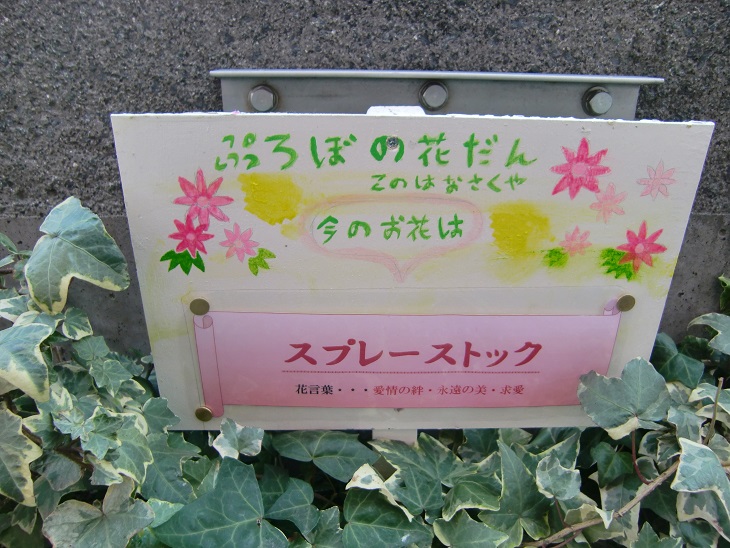 ぷろぼの花だん
このはなさくや
今のお花は
スプレーストック
花言葉・・・愛情の絆・永遠の美・求愛